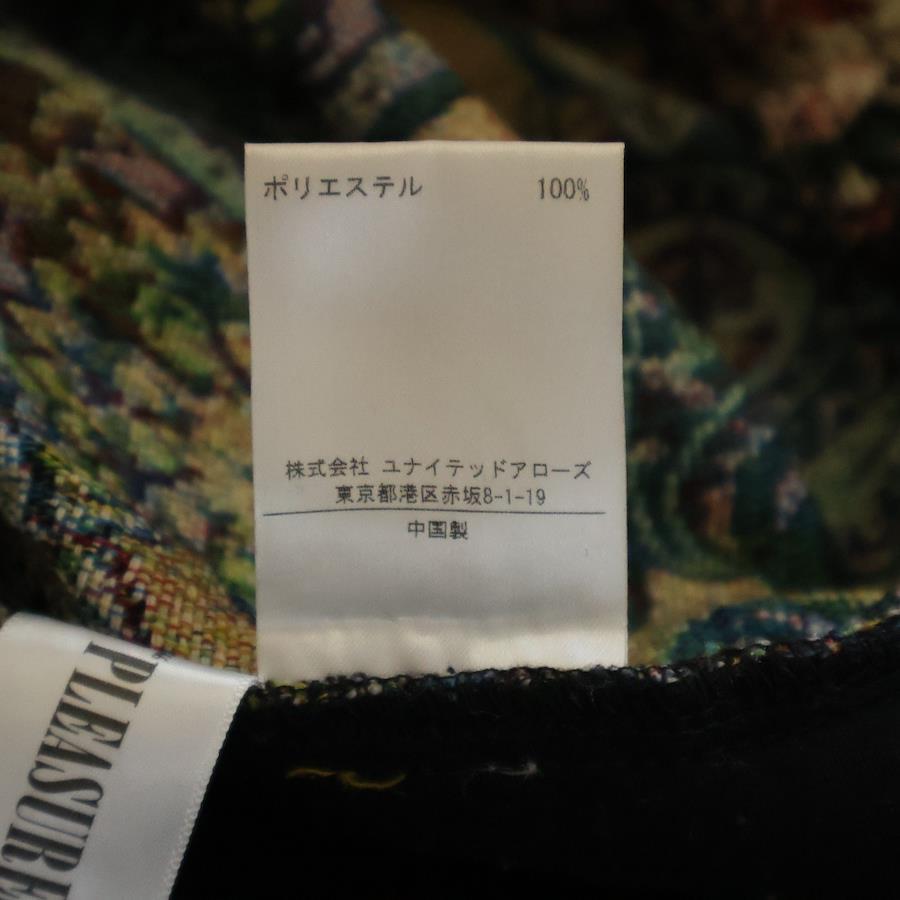 ポリエステル 100%
株式会社 ユナイテッドアローズ
東京都港区赤坂8-1-19
中国製
PLEASURE